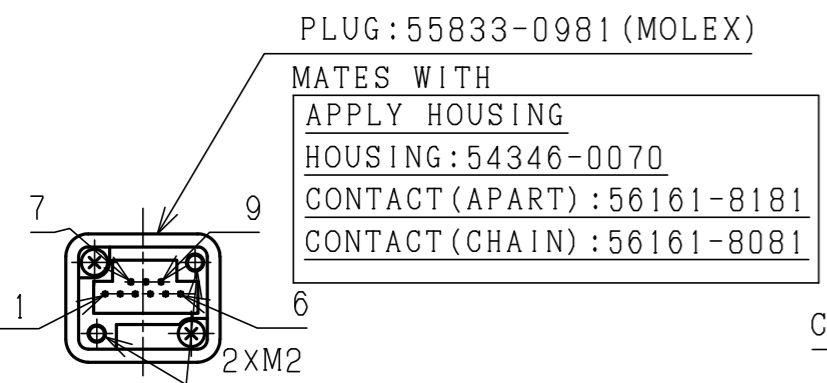 PLUG:55833-0981(MOLEX)
MATES WITH
APPLY HOUSING
HOUSING:54346-0070
CONTACT(APART):56161-8181
CONTACT(CHAIN):56161-8081
7
9
1
6
2XM2
C